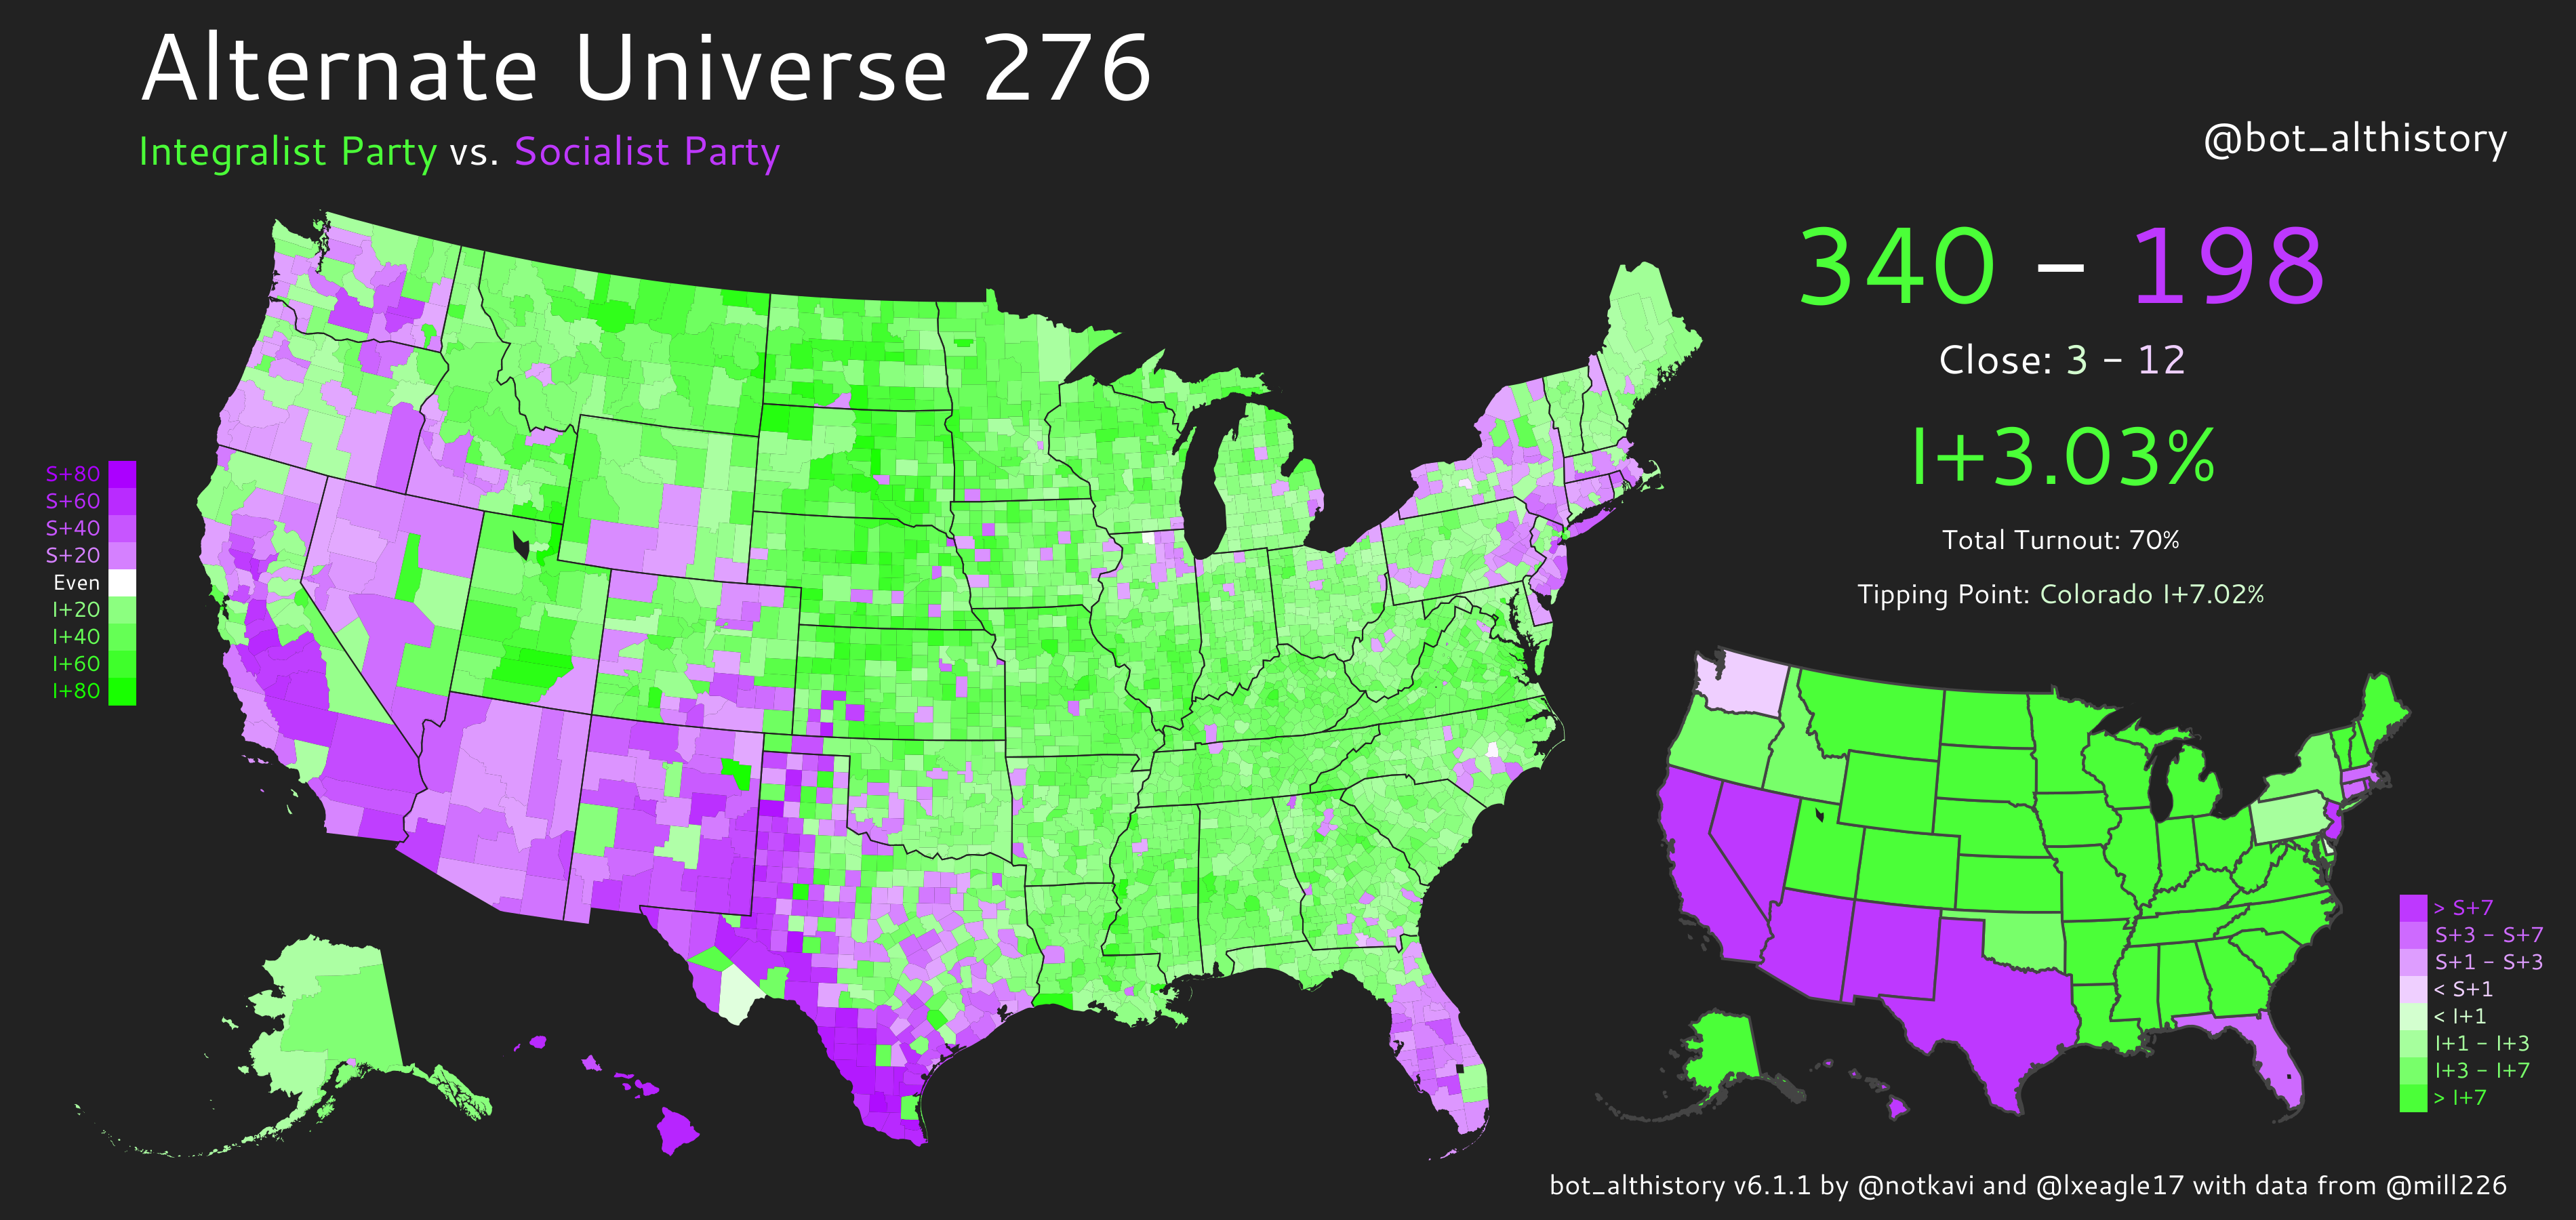 Alternate Universe 276
Integralist Party vs. Socialist Party
@bot_althistory
340 – 198
Close: 3 – 12
I+3.03%
Total Turnout: 70%
Tipping Point: Colorado I+7.02%
S+80
S+60
S+40
S+20
Even
I+20
I+40
I+60
I+80
> S+7
S+3 – S+7
S+1 – S+3
< S+1
< I+1
I+1 – I+3
I+3 – I+7
> I+7
bot_althistory v6.1.1 by @notkavi and @lxeagle17 with data from @mill226